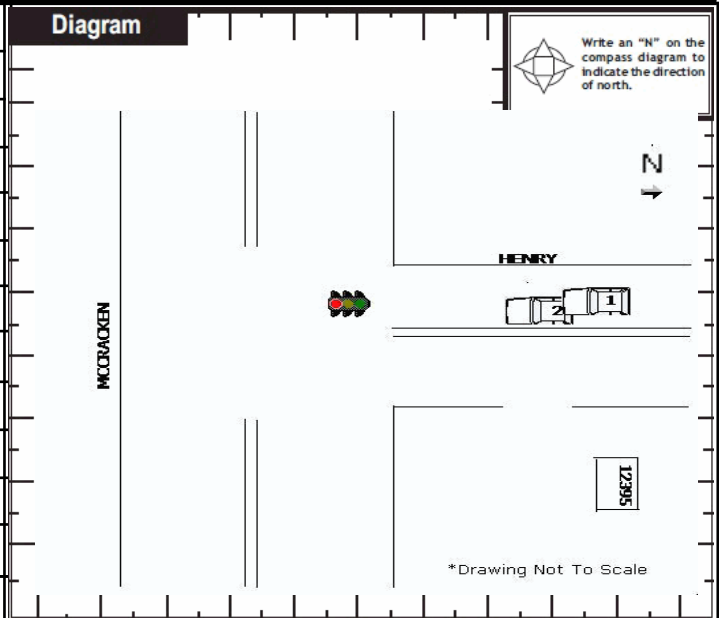 Diagram
Write an “N” on the
compass diagram to
indicate the direction
of north.
N
HENRY
1
2
MCCRACKEN
12395
*Drawing Not To Scale